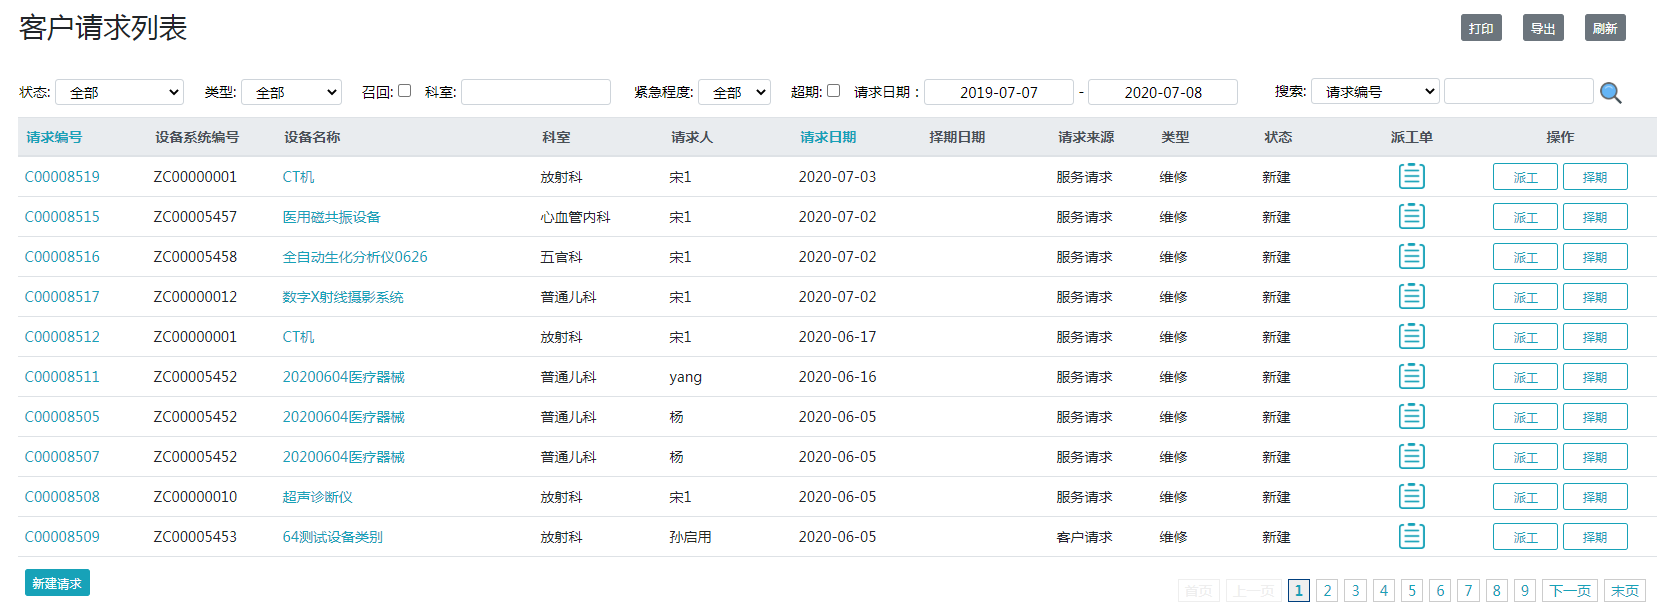 客户请求列表 打印 导出 刷新
状态: 全部 类型: 全部 召回: 科室: 紧急程度: 全部 超期: 请求日期： 2019-07-07 - 2020-07-08 搜索: 请求编号
请求编号 设备系统编号 设备名称 科室 请求人 请求日期 择期日期 请求来源 类型 状态 派工单 操作
C00008519 ZC00000001 CT机 放射科 宋1 2020-07-03 服务请求 维修 新建 派工 择期
C00008515 ZC00005457 医用磁共振设备 心血管内科 宋1 2020-07-02 服务请求 维修 新建 派工 择期
C00008516 ZC00005458 全自动生化分析仪0626 五官科 宋1 2020-07-02 服务请求 维修 新建 派工 择期
C00008517 ZC00000012 数字X射线摄影系统 普通儿科 宋1 2020-07-02 服务请求 维修 新建 派工 择期
C00008512 ZC00000001 CT机 放射科 宋1 2020-06-17 服务请求 维修 新建 派工 择期
C00008511 ZC00005452 20200604医疗器械 普通儿科 yang 2020-06-16 服务请求 维修 新建 派工 择期
C00008505 ZC00005452 20200604医疗器械 普通儿科 杨 2020-06-05 服务请求 维修 新建 派工 择期
C00008507 ZC00005452 20200604医疗器械 普通儿科 杨 2020-06-05 服务请求 维修 新建 派工 择期
C00008508 ZC00000010 超声诊断仪 放射科 宋1 2020-06-05 服务请求 维修 新建 派工 择期
C00008509 ZC00005453 64测试设备类别 放射科 孙启用 2020-06-05 客户请求 维修 新建 派工 择期
新建请求 首页 上一页 1 2 3 4 5 6 7 8 9 下一页 末页